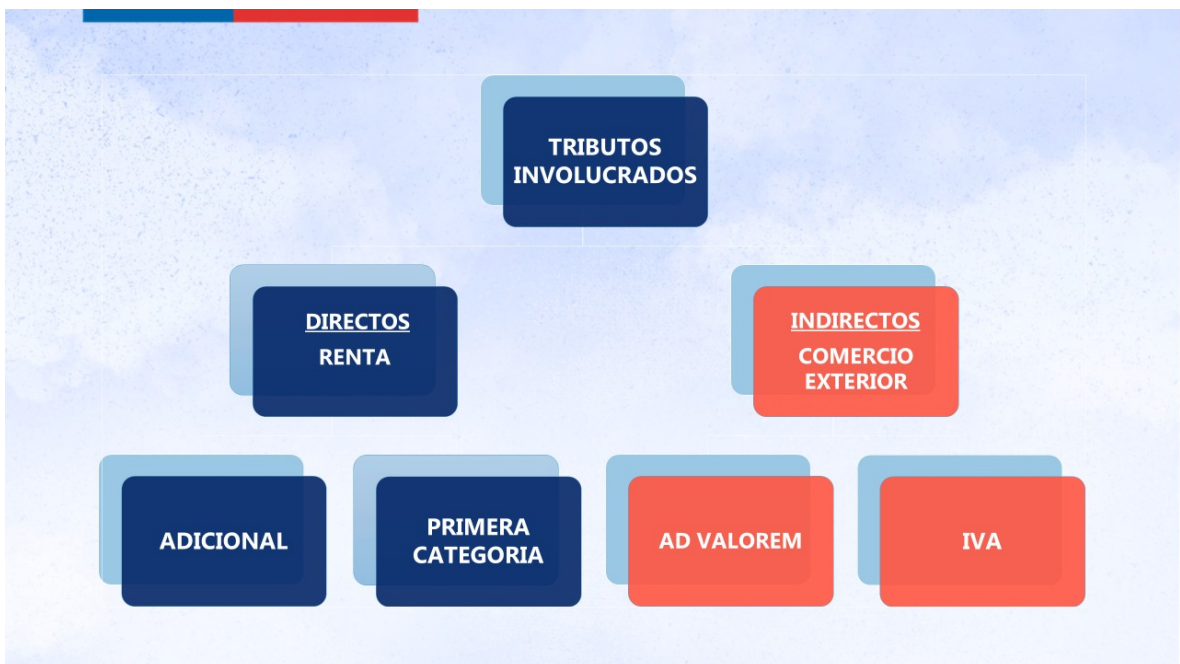 TRIBUTOS
INVOLUCRADOS
DIRECTOS
RENTA
INDIRECTOS
COMERCIO
EXTERIOR
ADICIONAL
PRIMERA
CATEGORIA
AD VALOREM
IVA